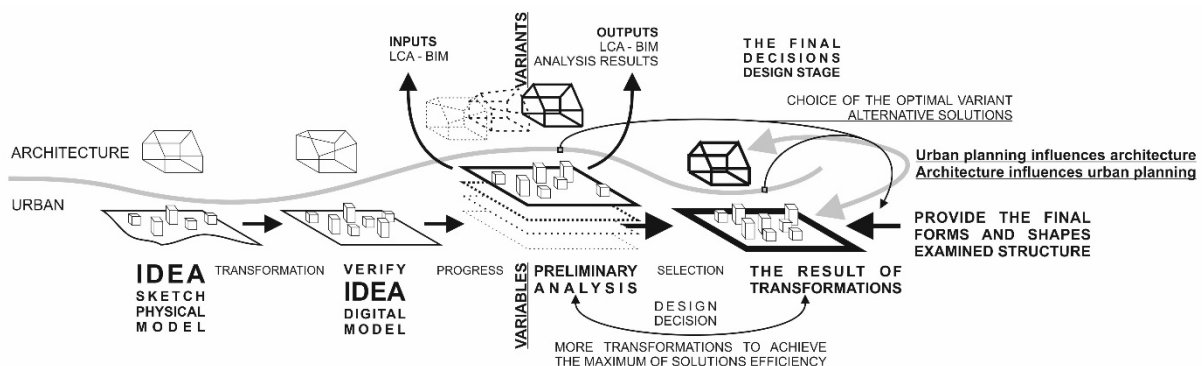 INPUTS
LCA - BIM
VARIANTS
OUTPUTS
LCA - BIM
ANALYSIS RESULTS
THE FINAL
DECISIONS
DESIGN STAGE
CHOICE OF THE OPTIMAL VARIANT
ALTERNATIVE SOLUTIONS
ARCHITECTURE
URBAN
Urban planning influences architecture
Architecture influences urban planning
PROVIDE THE FINAL
FORMS AND SHAPES
EXAMINED STRUCTURE
IDEA
SKETCH
PHYSICAL
MODEL
TRANSFORMATION
VERIFY
IDEA
DIGITAL
MODEL
PROGRESS
VARIABLES
PRELIMINARY
ANALYSIS
SELECTION
THE RESULT OF
TRANSFORMATIONS
DESIGN
DECISION
MORE TRANSFORMATIONS TO ACHIEVE
THE MAXIMUM OF SOLUTIONS EFFICIENCY